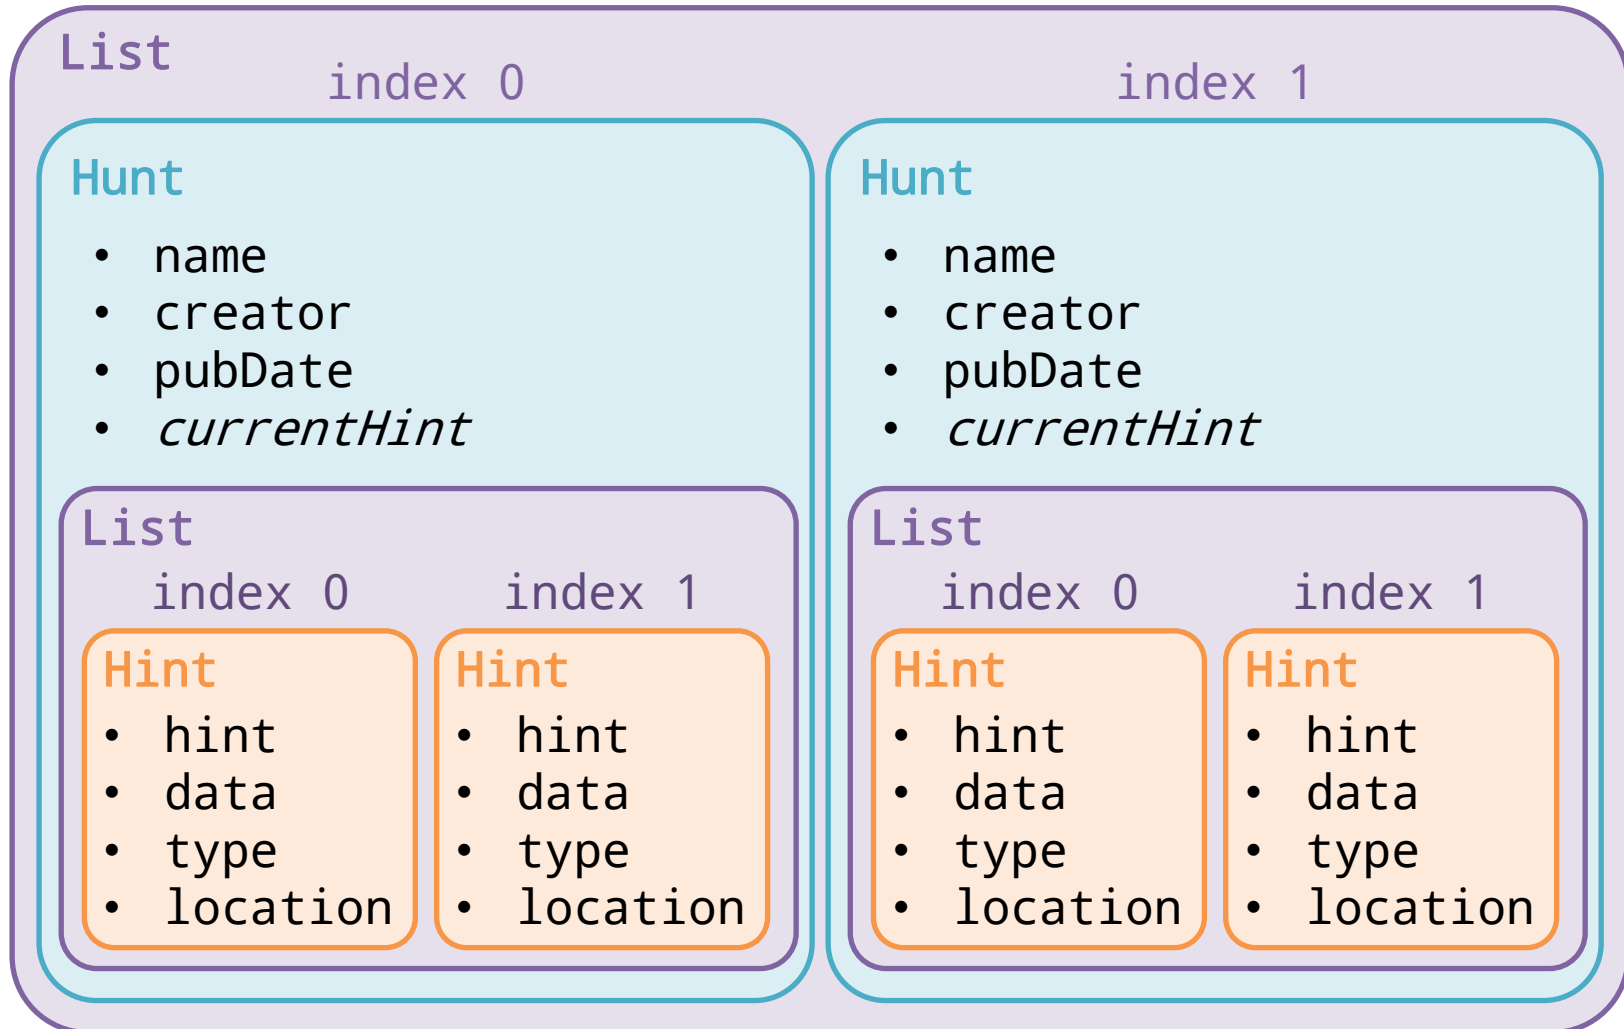 List
index 0
index 1
Hunt
• name
• creator
• pubDate
• currentHint
List
index 0
index 1
Hint
• hint
• data
• type
• location
Hint
• hint
• data
• type
• location
Hunt
• name
• creator
• pubDate
• currentHint
List
index 0
index 1
Hint
• hint
• data
• type
• location
Hint
• hint
• data
• type
• location